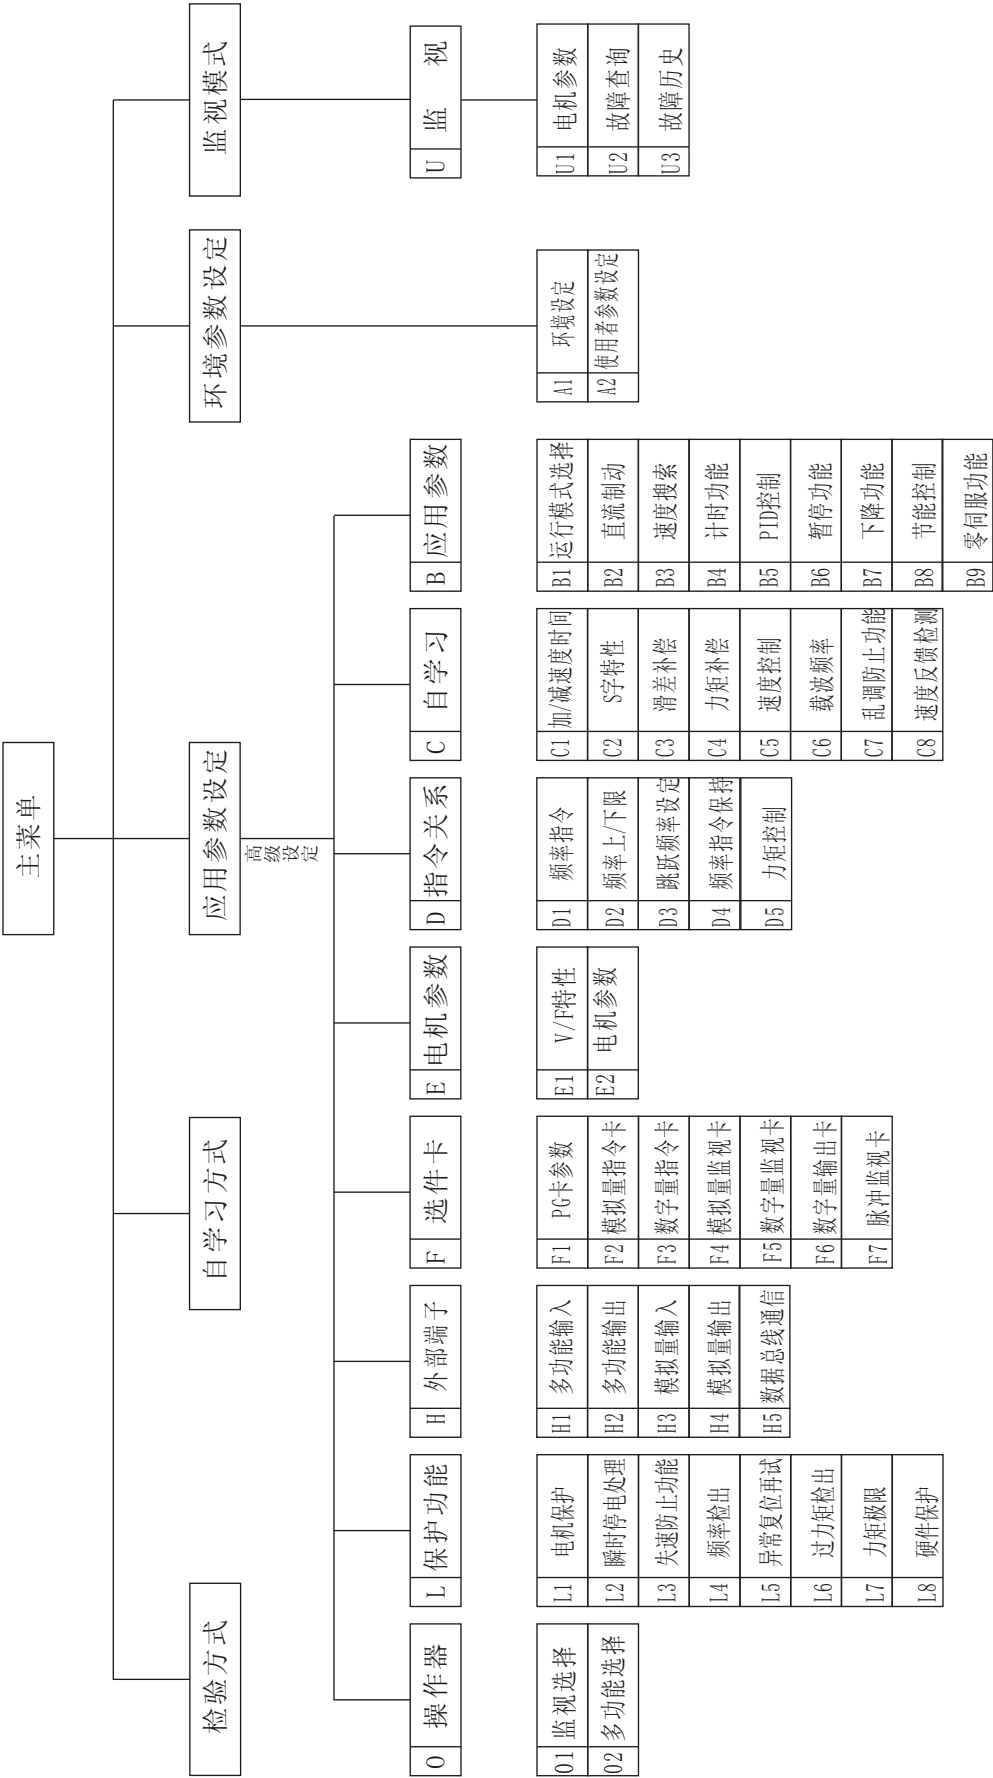 主菜单
检验方式
自学习方式
应用参数设定
环境参数设定
监视模式
高级设定
O 操作器
L 保护功能
H 外部端子
F 选件卡
E 电机参数
D 指令关系
C 自学习
B 应用参数
U 监视
O1 监视选择
O2 多功能选择
L1 电机保护
L2 瞬时停电处理
L3 失速防止功能
L4 频率检出
L5 异常复位再试
L6 过力矩检出
L7 力矩极限
L8 硬件保护
H1 多功能输入
H2 多功能输出
H3 模拟量输入
H4 模拟量输出
H5 数据总线通信
F1 PG卡参数
F2 模拟量指令卡
F3 数字量指令卡
F4 模拟量监视卡
F5 数字量监视卡
F6 数字量输出卡
F7 脉冲监视卡
E1 V/F特性
E2 电机参数
D1 频率指令
D2 频率上/下限
D3 跳跃频率设定
D4 频率指令保持
D5 力矩控制
C1 加/减速度时间
C2 S字特性
C3 滑差补偿
C4 力矩补偿
C5 速度控制
C6 载波频率
C7 乱调防止功能
C8 速度反馈检测
B1 运行模式选择
B2 直流制动
B3 速度搜索
B4 计时功能
B5 PID控制
B6 暂停功能
B7 下降功能
B8 节能控制
B9 零伺服功能
A1 环境设定
A2 使用者参数设定
U1 电机参数
U2 故障查询
U3 故障历史